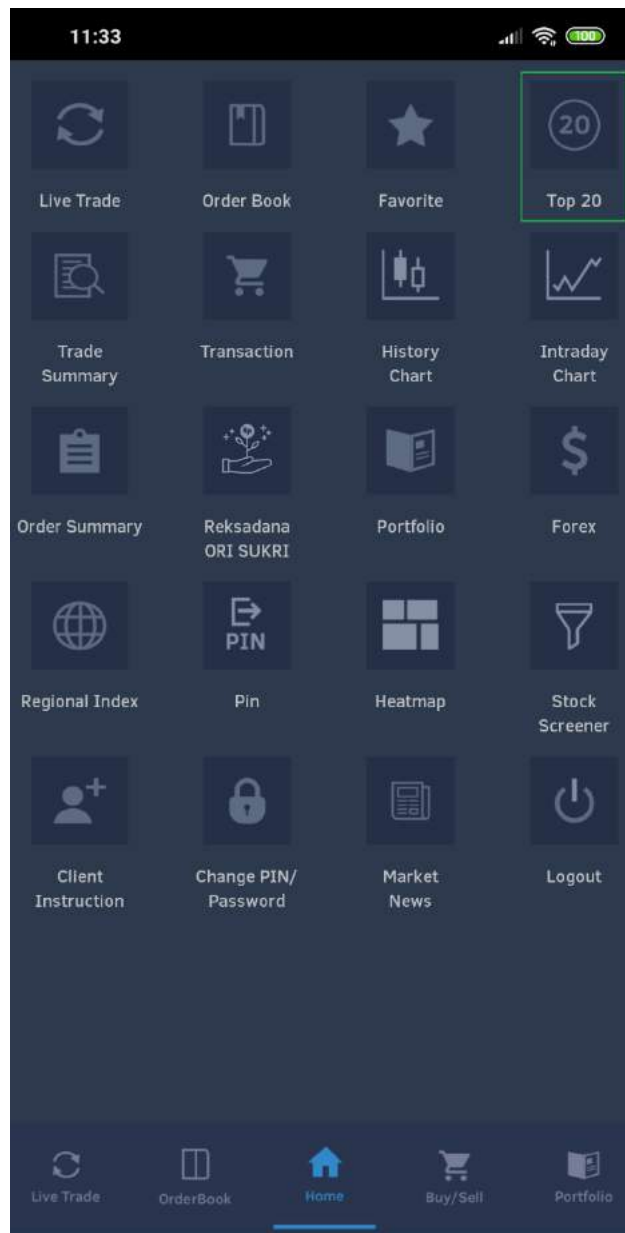 11:33
100
20
Live Trade
Order Book
Favorite
Top 20
Trade
Summary
Transaction
History
Chart
Intraday
Chart
Order Summary
Reksadana
ORI SUKRI
Portfolio
$
Forex
PIN
Regional Index
Pin
Heatmap
Stock
Screener
Client
Instruction
Change PIN/
Password
Market
News
Logout
Live Trade
OrderBook
Home
Buy/Sell
Portfolio